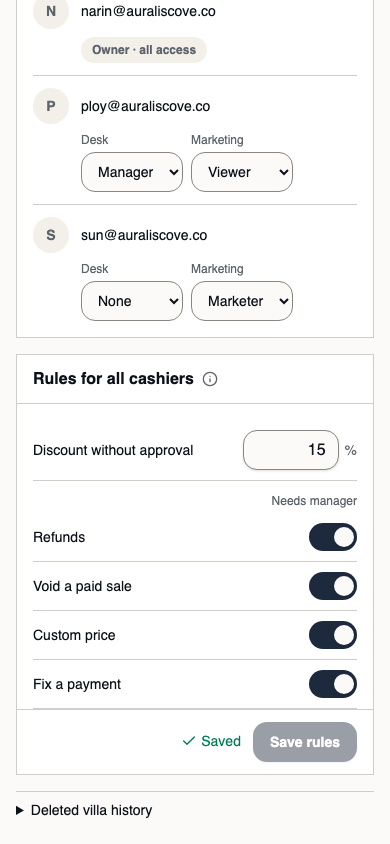 N
narin@auraliscove.co
Owner · all access
P
ploy@auraliscove.co
Desk Marketing
Manager Viewer
S
sun@auraliscove.co
Desk Marketing
None Marketer
Rules for all cashiers
Discount without approval 15 %
Needs manager
Refunds
Void a paid sale
Custom price
Fix a payment
Saved Save rules
Deleted villa history